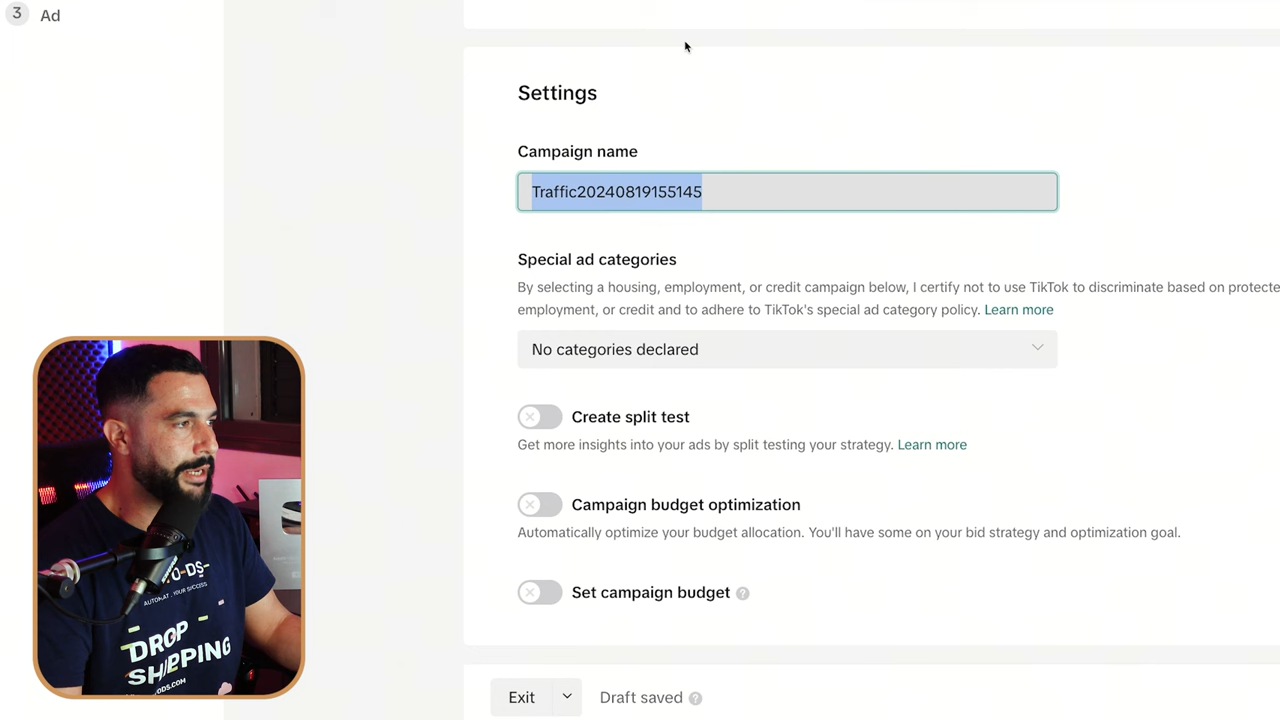 3 Ad
Settings
Campaign name
Traffic20240819155145
Special ad categories
By selecting a housing, employment, or credit campaign below, I certify not to use TikTok to discriminate based on
employment, or credit and to adhere to TikTok's special ad category policy. Learn more
No categories declared
Create split test
Get more insights into your ads by split testing your strategy. Learn more
Campaign budget optimization
Automatically optimize your budget allocation. You'll have some on your bid strategy and optimization goal.
Set campaign budget ?
Exit
Draft saved ?
DROP
SHIPPING